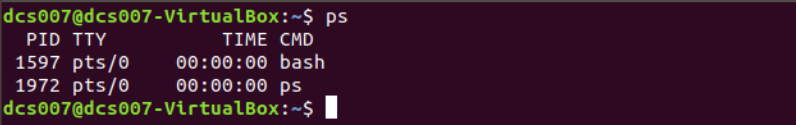 dcs007@dcs007-VirtualBox:~$ ps
  PID TTY          TIME CMD
 1597 pts/0    00:00:00 bash
 1972 pts/0    00:00:00 ps
dcs007@dcs007-VirtualBox:~$